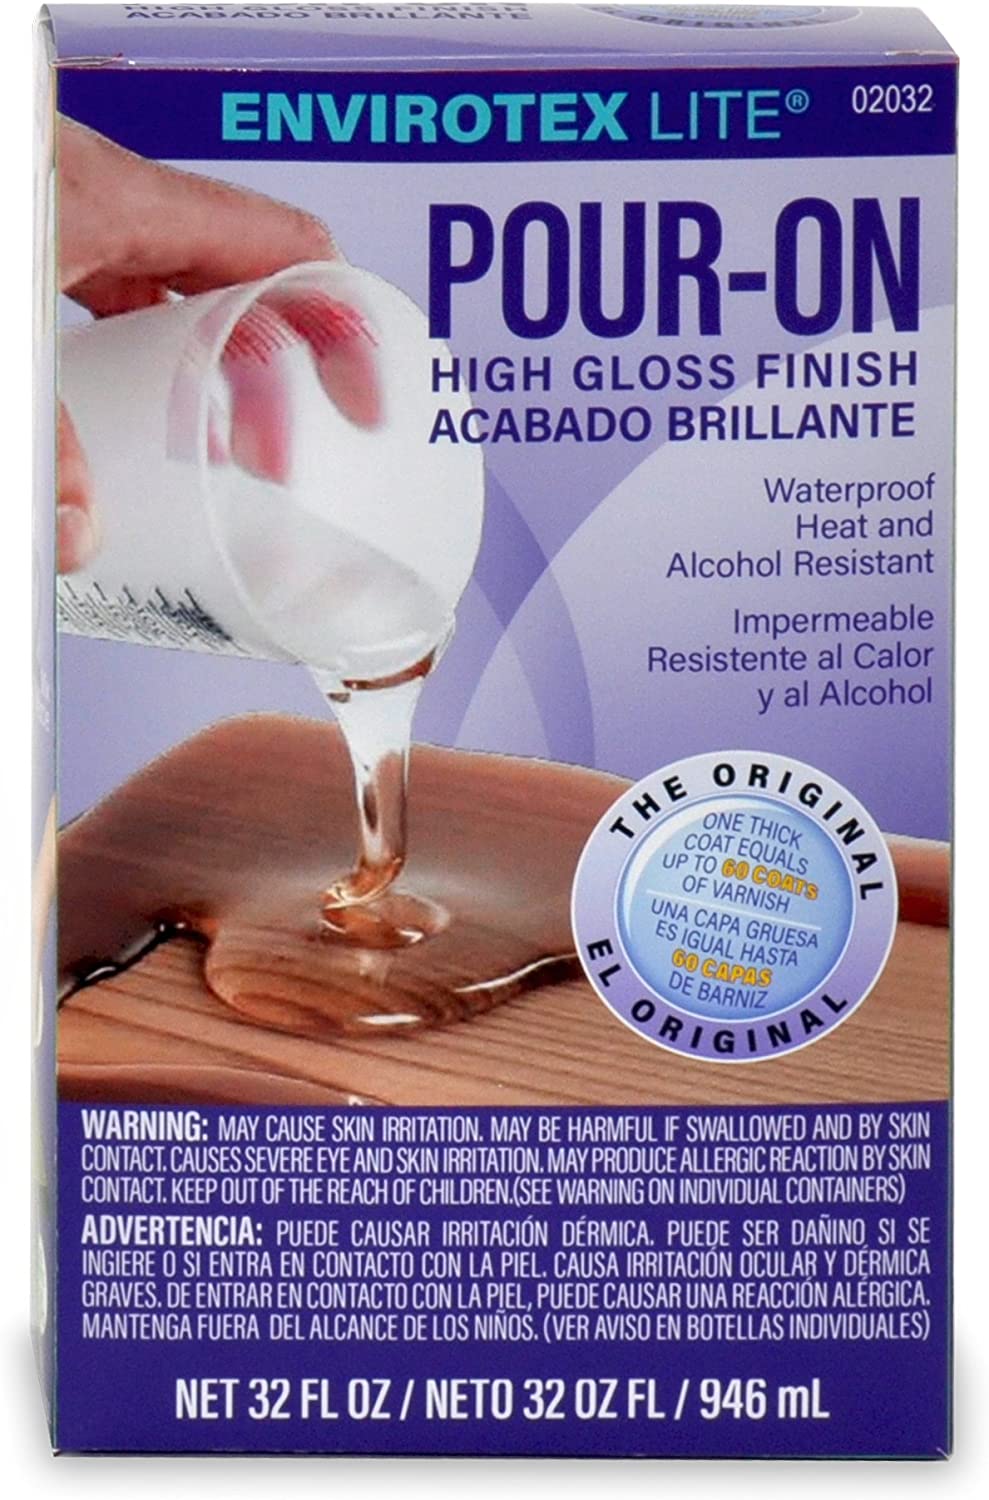 HIGH GLOSS FINISH
ACABADO BRILLANTE
EL ORIGINAL
ENVIROTEX LITE® 02032
POUR-ON
HIGH GLOSS FINISH
ACABADO BRILLANTE
Waterproof
Heat and
Alcohol Resistant
Impermeable
Resistente al Calor
y al Alcohol
THE ORIGINAL
ONE THICK
COAT EQUALS
UP TO 60 COATS
OF VARNISH
UNA CAPA GRUESA
ES IGUAL HASTA
60 CAPAS
DE BARNIZ
EL ORIGINAL
WARNING: MAY CAUSE SKIN IRRITATION. MAY BE HARMFUL IF SWALLOWED AND BY SKIN
CONTACT. CAUSES SEVERE EYE AND SKIN IRRITATION. MAY PRODUCE ALLERGIC REACTION BY SKIN
CONTACT. KEEP OUT OF THE REACH OF CHILDREN.(SEE WARNING ON INDIVIDUAL CONTAINERS)
ADVERTENCIA: PUEDE CAUSAR IRRITACIÓN DÉRMICA. PUEDE SER DAÑINO SI SE
INGIERE O SI ENTRA EN CONTACTO CON LA PIEL. CAUSA IRRITACIÓN OCULAR Y DÉRMICA
GRAVES. DE ENTRAR EN CONTACTO CON LA PIEL, PUEDE CAUSAR UNA REACCIÓN ALÉRGICA.
MANTENGA FUERA DEL ALCANCE DE LOS NIÑOS. (VER AVISO EN BOTELLAS INDIVIDUALES)
NET 32 FL OZ / NETO 32 OZ FL / 946 mL